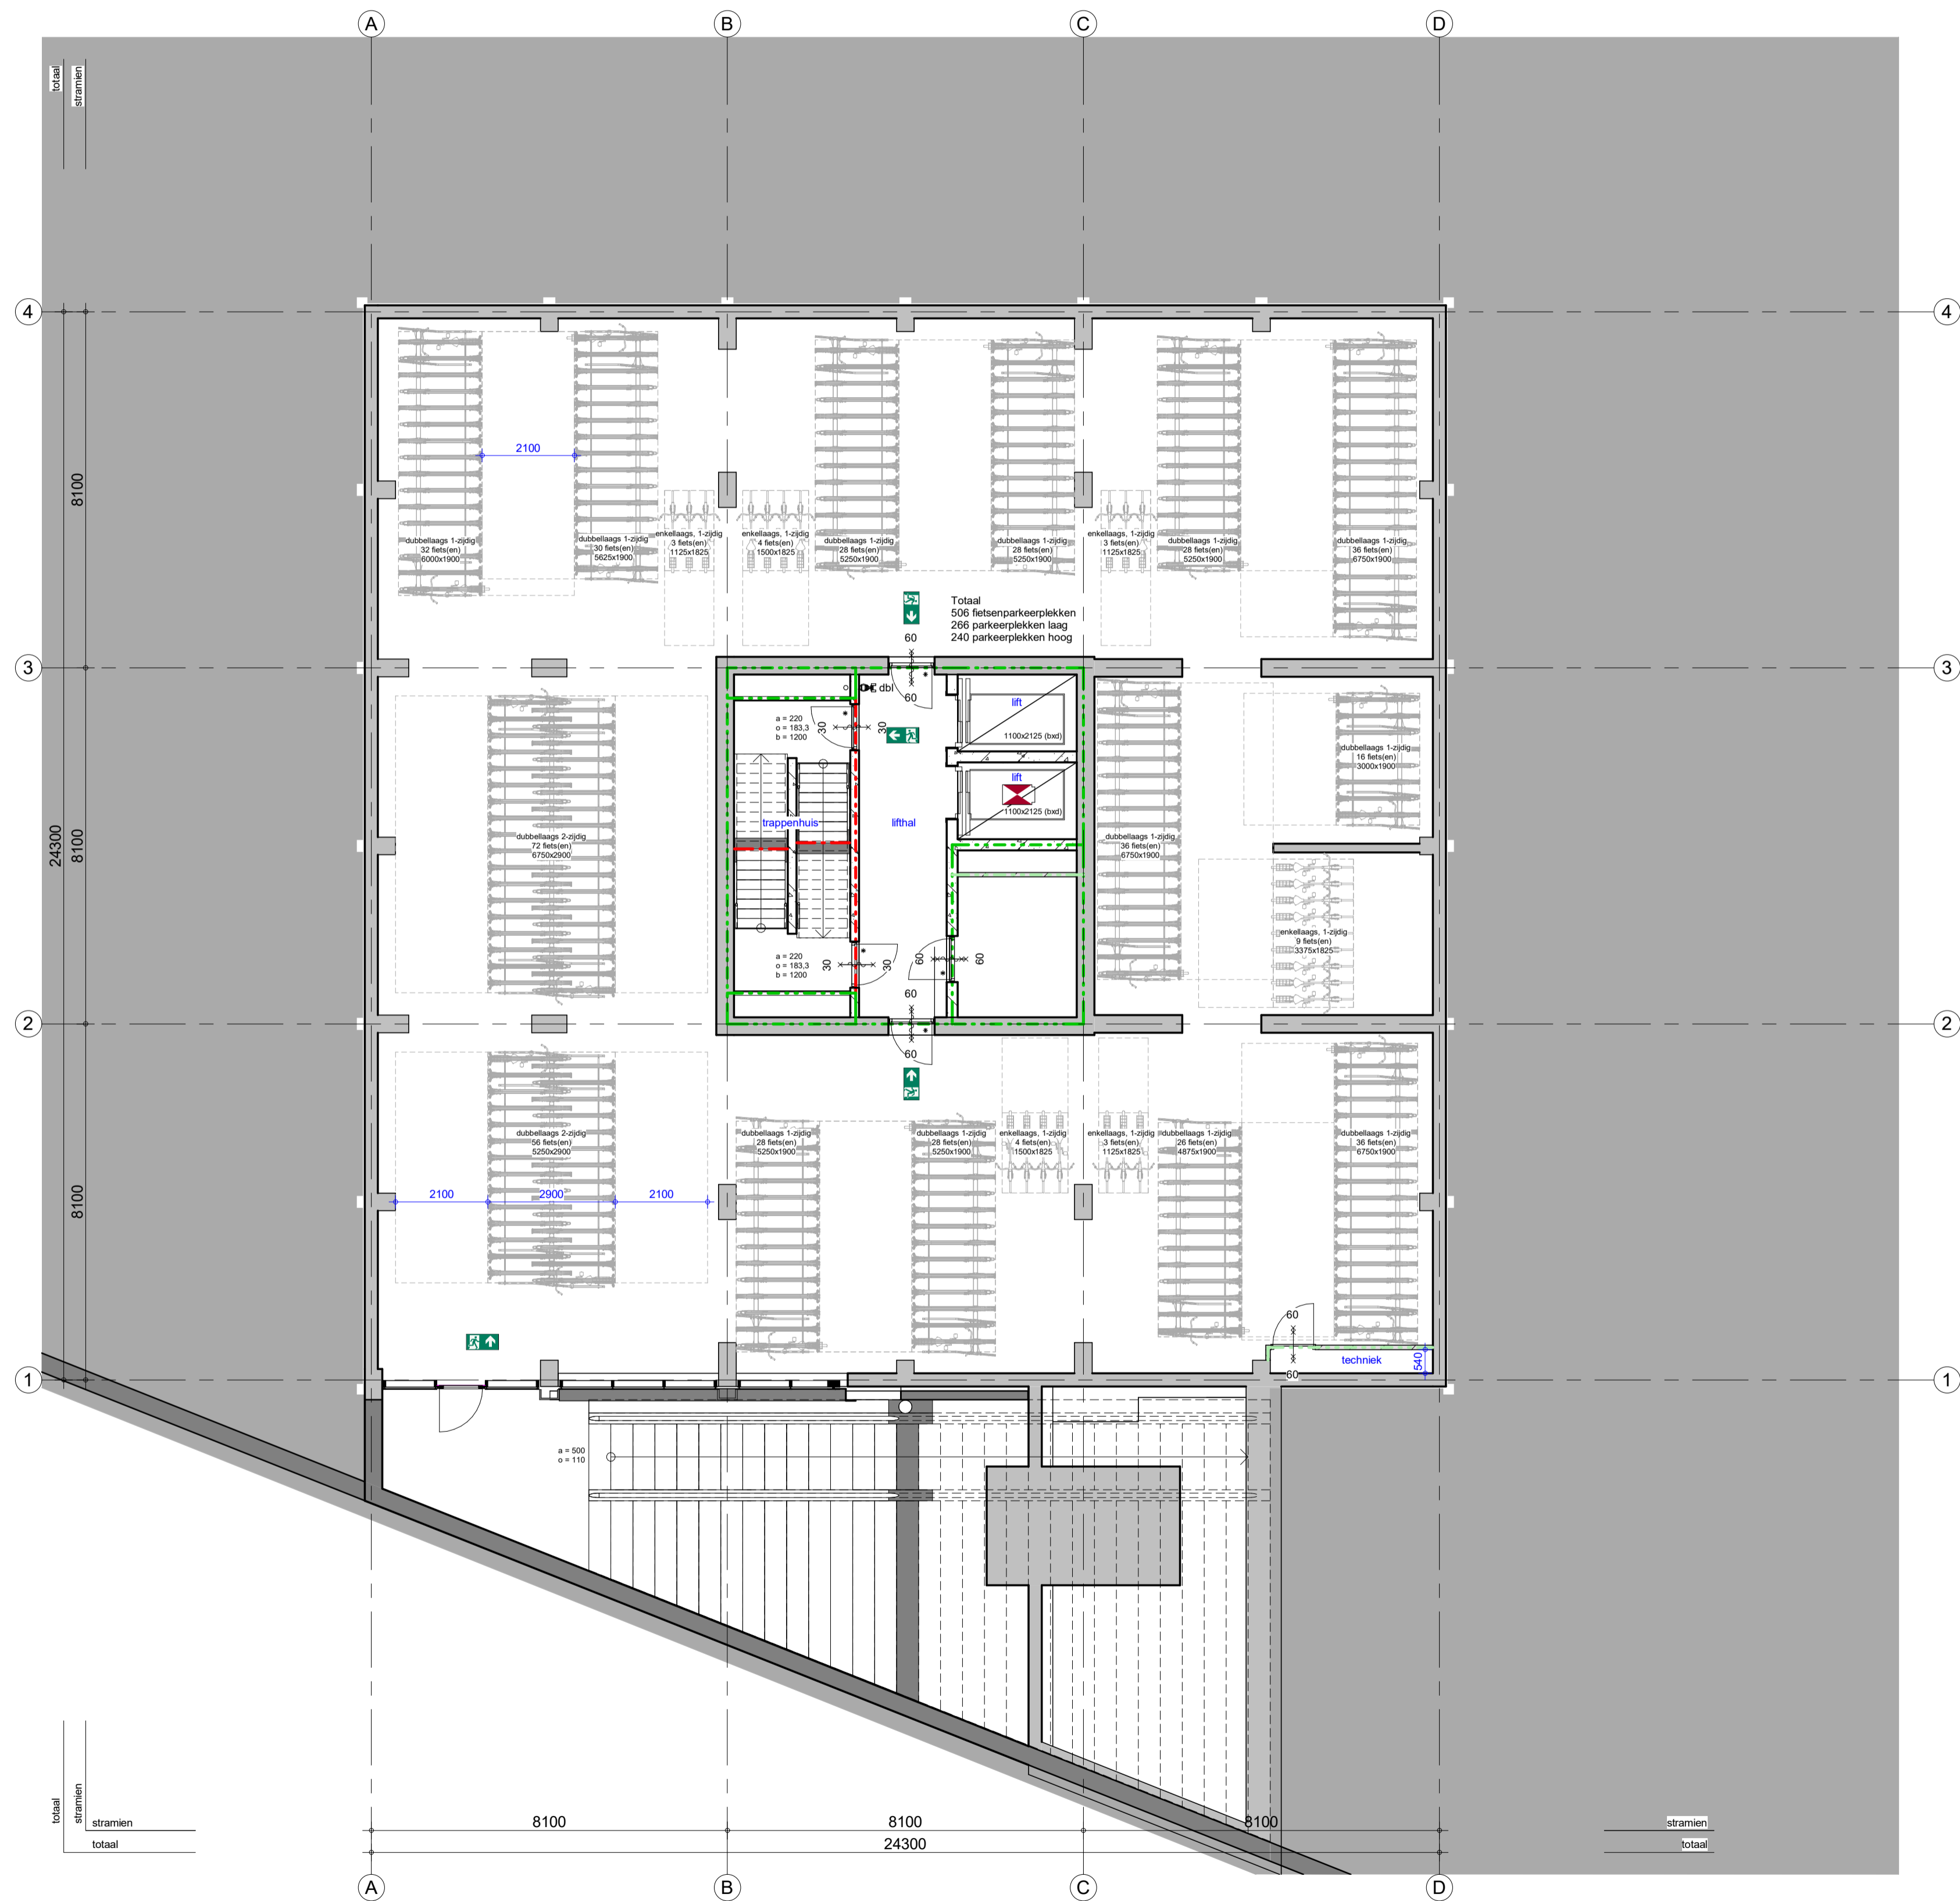 A
B
C
D
totaal
stramien
4
4
2100
dubbellaags 1-zijdig
32 fiets(en)
6000x1900
dubbellaags 1-zijdig
30 fiets(en)
5625x1900
enkellaags, 1-zijdig
3 fiets(en)
1125x1825
enkellaags, 1-zijdig
4 fiets(en)
1500x1825
dubbellaags 1-zijdig
28 fiets(en)
5250x1900
dubbellaags 1-zijdig
28 fiets(en)
5250x1900
enkellaags, 1-zijdig
3 fiets(en)
1125x1825
dubbellaags 1-zijdig
28 fiets(en)
5250x1900
dubbellaags 1-zijdig
36 fiets(en)
6750x1900
8100
Totaal
506 fietsenparkeerplekken
266 parkeerplekken laag
240 parkeerplekken hoog
60
3
3
60
dbl
lift
1100x2125 (bxd)
a = 220
o = 183,3
b = 1200
30
30
lift
1100x2125 (bxd)
dubbellaags 1-zijdig
16 fiets(en)
3000x1900
trappenhuis
lifthal
dubbellaags 2-zijdig
72 fiets(en)
6750x2900
dubbellaags 1-zijdig
36 fiets(en)
6750x1900
24300
8100
enkellaags, 1-zijdig
9 fiets(en)
3375x1825
a = 220
o = 183,3
b = 1200
30
30
60
60
60
2
2
60
dubbellaags 2-zijdig
56 fiets(en)
5250x2900
dubbellaags 1-zijdig
28 fiets(en)
5250x1900
dubbellaags 1-zijdig
28 fiets(en)
5250x1900
enkellaags, 1-zijdig
4 fiets(en)
1500x1825
enkellaags, 1-zijdig
3 fiets(en)
1125x1825
dubbellaags 1-zijdig
26 fiets(en)
4875x1900
dubbellaags 1-zijdig
36 fiets(en)
6750x1900
2100
2900
2100
8100
60
techniek
540
60
1
1
a = 500
o = 110
totaal
stramien
stramien
totaal
8100
8100
8100
24300
stramien
totaal
A
B
C
D